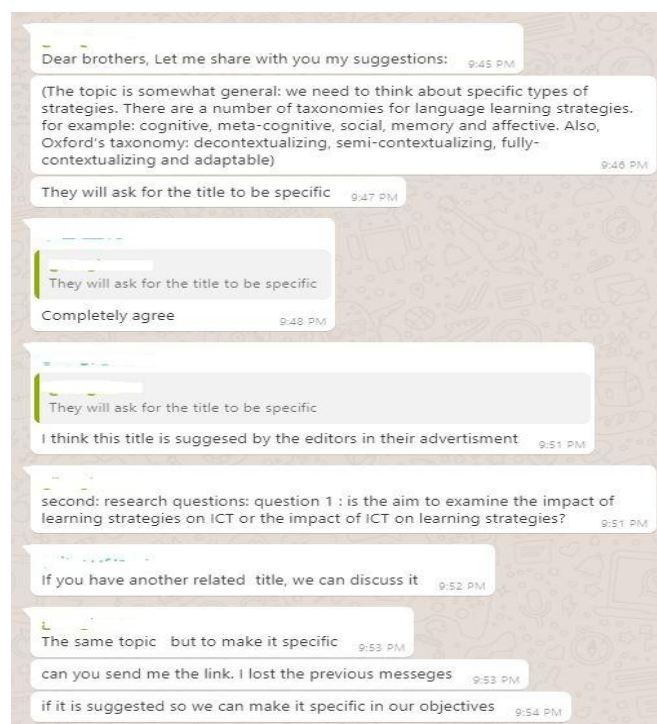 Dear brothers, Let me share with you my suggestions: 9:45 PM
(The topic is somewhat general: we need to think about specific types of
strategies. There are a number of taxonomies for language learning strategies.
for example: cognitive, meta-cognitive, social, memory and affective. Also,
Oxford's taxonomy: decontextualizing, semi-contextualizing, fully-
contextualizing and adaptable) 9:46 PM
They will ask for the title to be specific 9:47 PM
They will ask for the title to be specific
Completely agree 9:48 PM
They will ask for the title to be specific
I think this title is suggesed by the editors in their advertisment 9:51 PM
second: research questions: question 1 : is the aim to examine the impact of
learning strategies on ICT or the impact of ICT on learning strategies? 9:51 PM
If you have another related title, we can discuss it 9:52 PM
The same topic but to make it specific 9:53 PM
can you send me the link. I lost the previous messeges 9:53 PM
if it is suggested so we can make it specific in our objectives 9:54 PM